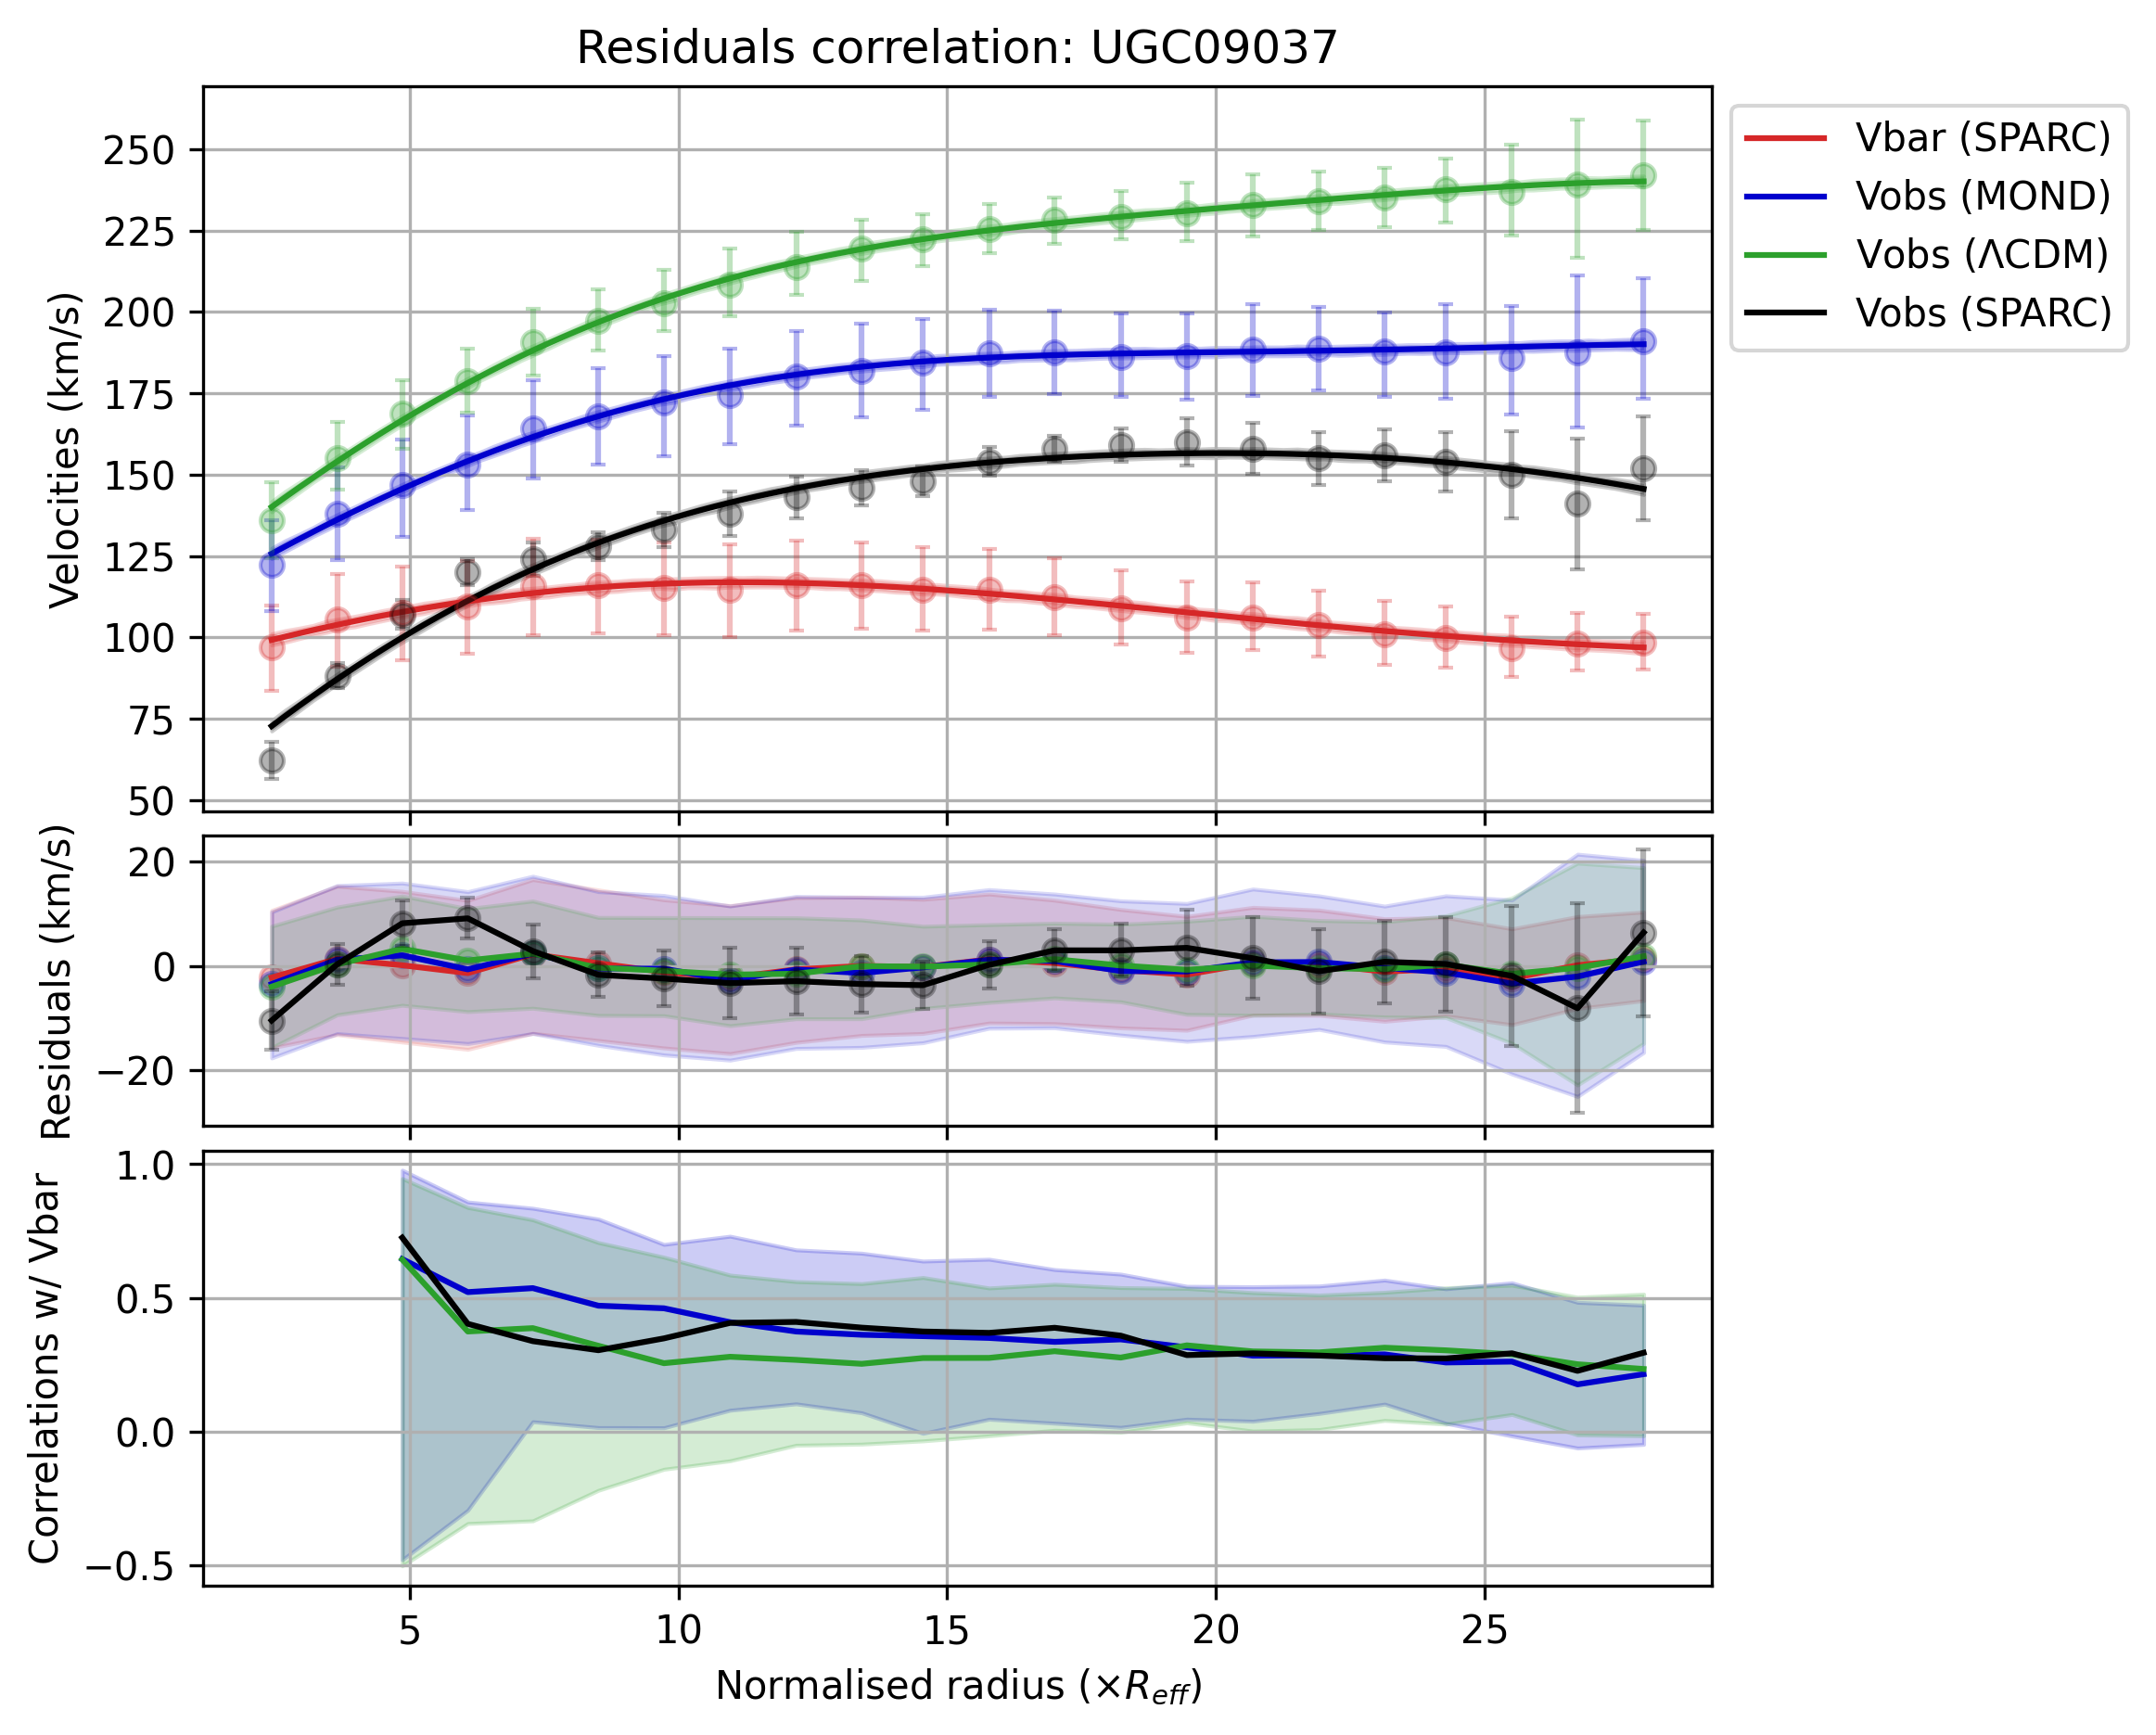 Residuals correlation: UGC09037
Velocities (km/s)
250
225
200
175
150
125
100
75
50
Vbar (SPARC)
Vobs (MOND)
Vobs (ΛCDM)
Vobs (SPARC)
Residuals (km/s)
20
0
−20
Correlations w/ Vbar
1.0
0.5
0.0
−0.5
5 10 15 20 25
Normalised radius (×R_eff)